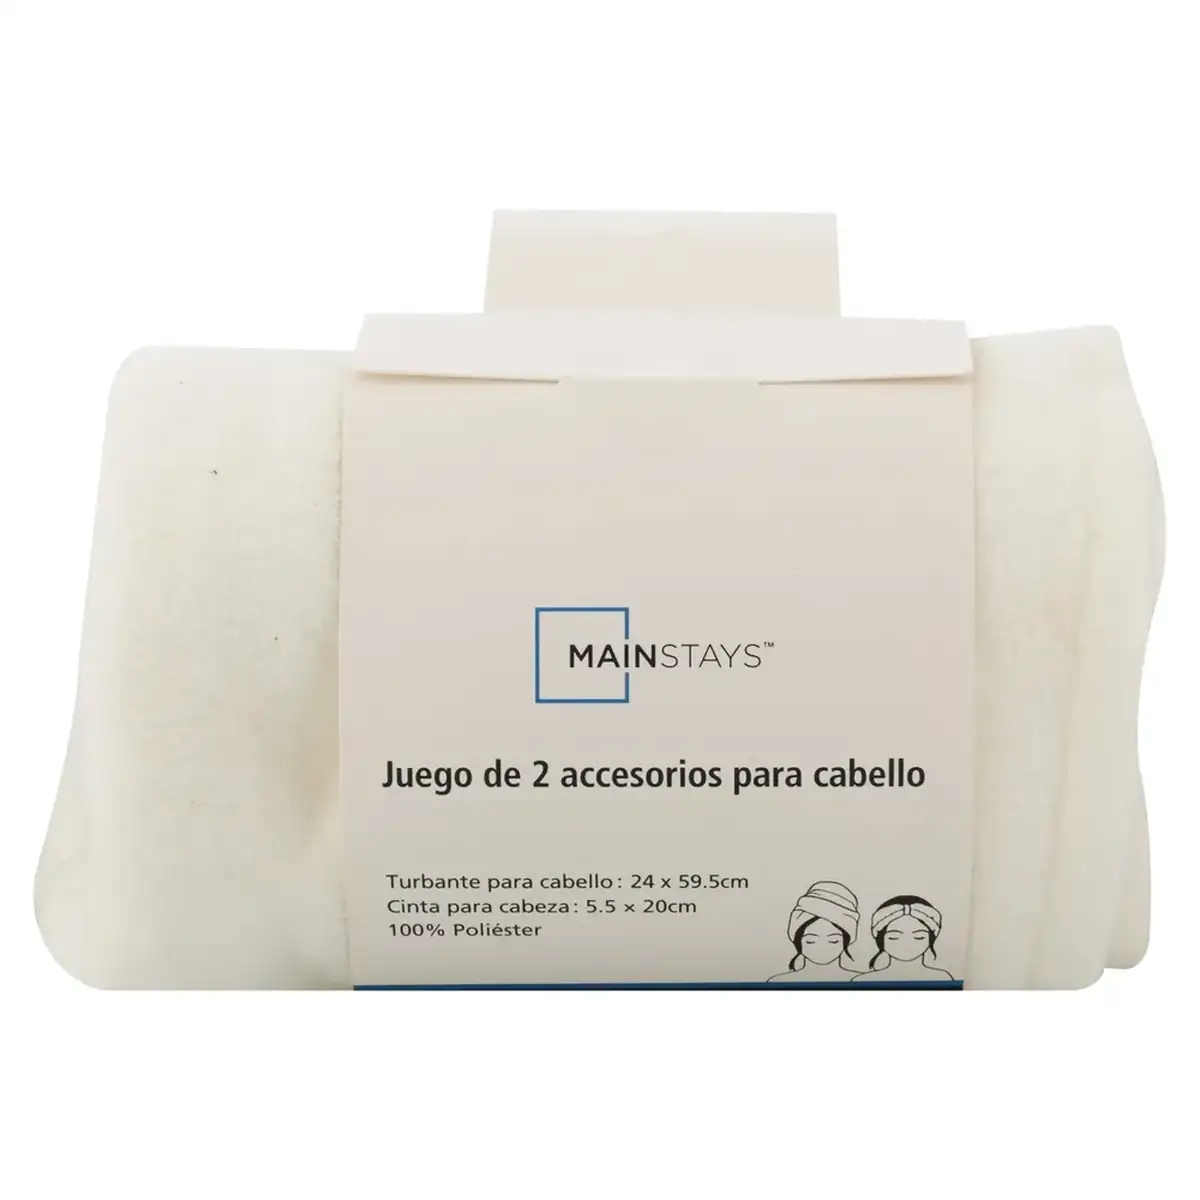 MAINSTAYS™
Juego de 2 accesorios para cabello
Turbante para cabello: 24 x 59.5cm
Cinta para cabeza: 5.5 x 20cm
100% Poliéster